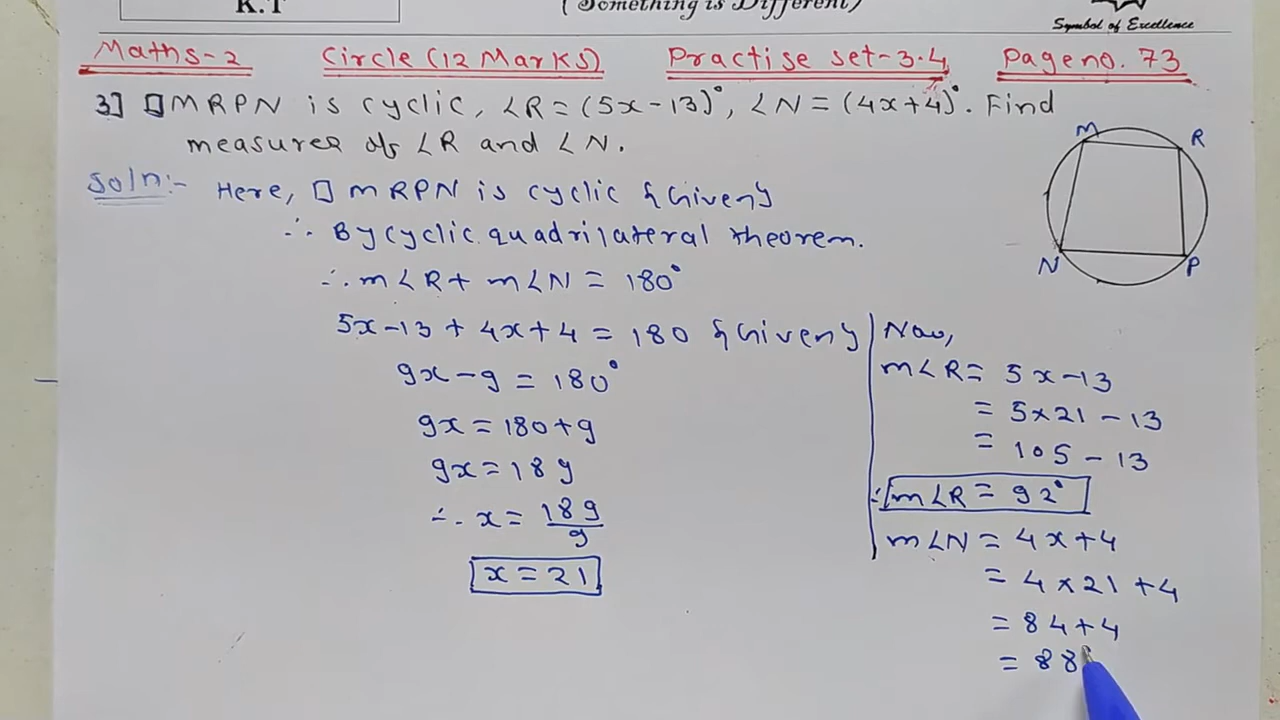 K.T
(Something is Different)
Symbol of Excellence
Maths-2 Circle (12 Marks) Practise set-3.4 Page no. 73
3] □MRPN is cyclic, ∠R = (5x-13)°, ∠N = (4x+4)°. Find
measures of ∠R and ∠N.
Soln:- Here, □MRPN is cyclic {Given}
∴ By cyclic quadrilateral theorem.
∴ m∠R + m∠N = 180°
5x-13 + 4x+4 = 180 {Given}
9x-9 = 180°
9x = 180+9
9x = 189
∴ x = 189/9
x = 21
Now,
m∠R = 5x-13
= 5×21-13
= 105-13
∴ m∠R = 92°
m∠N = 4x+4
= 4×21+4
= 84+4
= 88
M
R
N
P